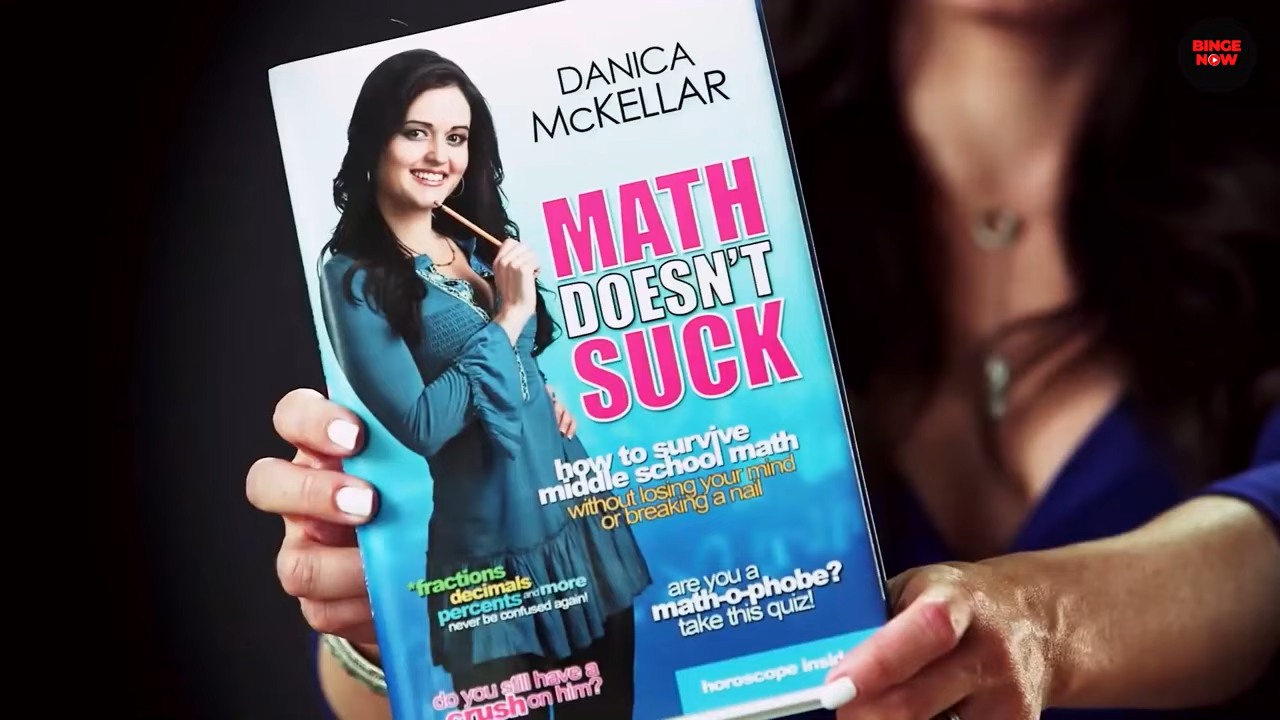 BINGE
NOW
DANICA
McKELLAR
MATH
DOESN'T
SUCK
how to survive
middle school math
without losing your mind
or breaking a nail
*fractions
decimals
percents and more
never be confused again!
are you a
math-o-phobe?
take this quiz!
do you still have a
crush on him?
horoscope inside